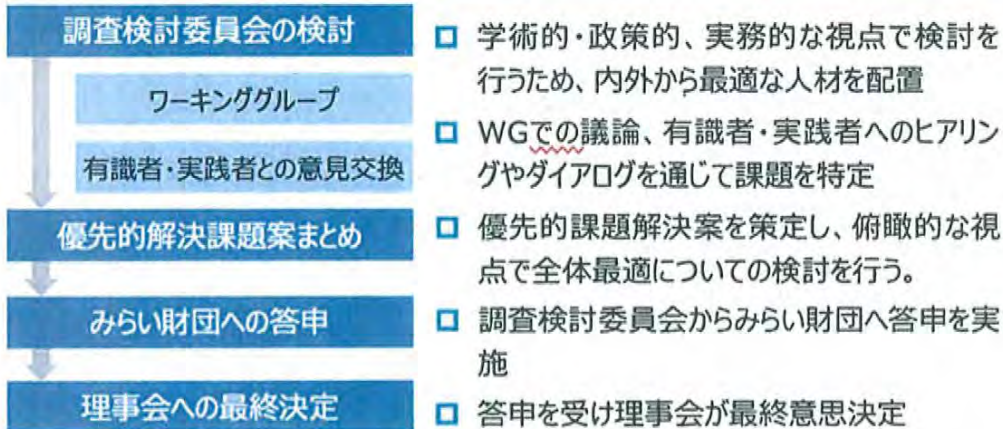 調査検討委員会の検討
ワーキンググループ
有識者・実践者との意見交換
優先的解決課題案まとめ
みらい財団への答申
理事会への最終決定
学術的・政策的、実務的な視点で検討を
行うため、内外から最適な人材を配置
WGでの議論、有識者・実践者へのヒアリン
グやダイアログを通じて課題を特定
優先的課題解決案を策定し、俯瞰的な視
点で全体最適についての検討を行う。
調査検討委員会からみらい財団へ答申を実
施
答申を受け理事会が最終意思決定